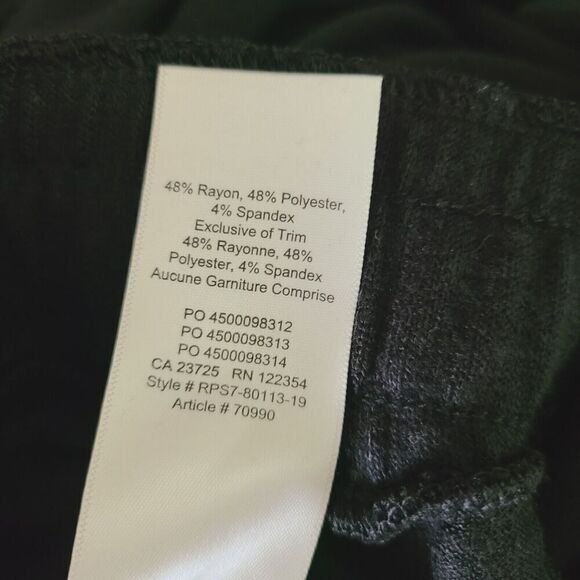 48% Rayon, 48% Polyester,
4% Spandex
Exclusive of Trim
48% Rayonne, 48%
Polyester, 4% Spandex
Aucune Garniture Comprise
PO 4500098312
PO 4500098313
PO 4500098314
CA 23725 RN 122354
Style # RPS7-80113-19
Article # 70990